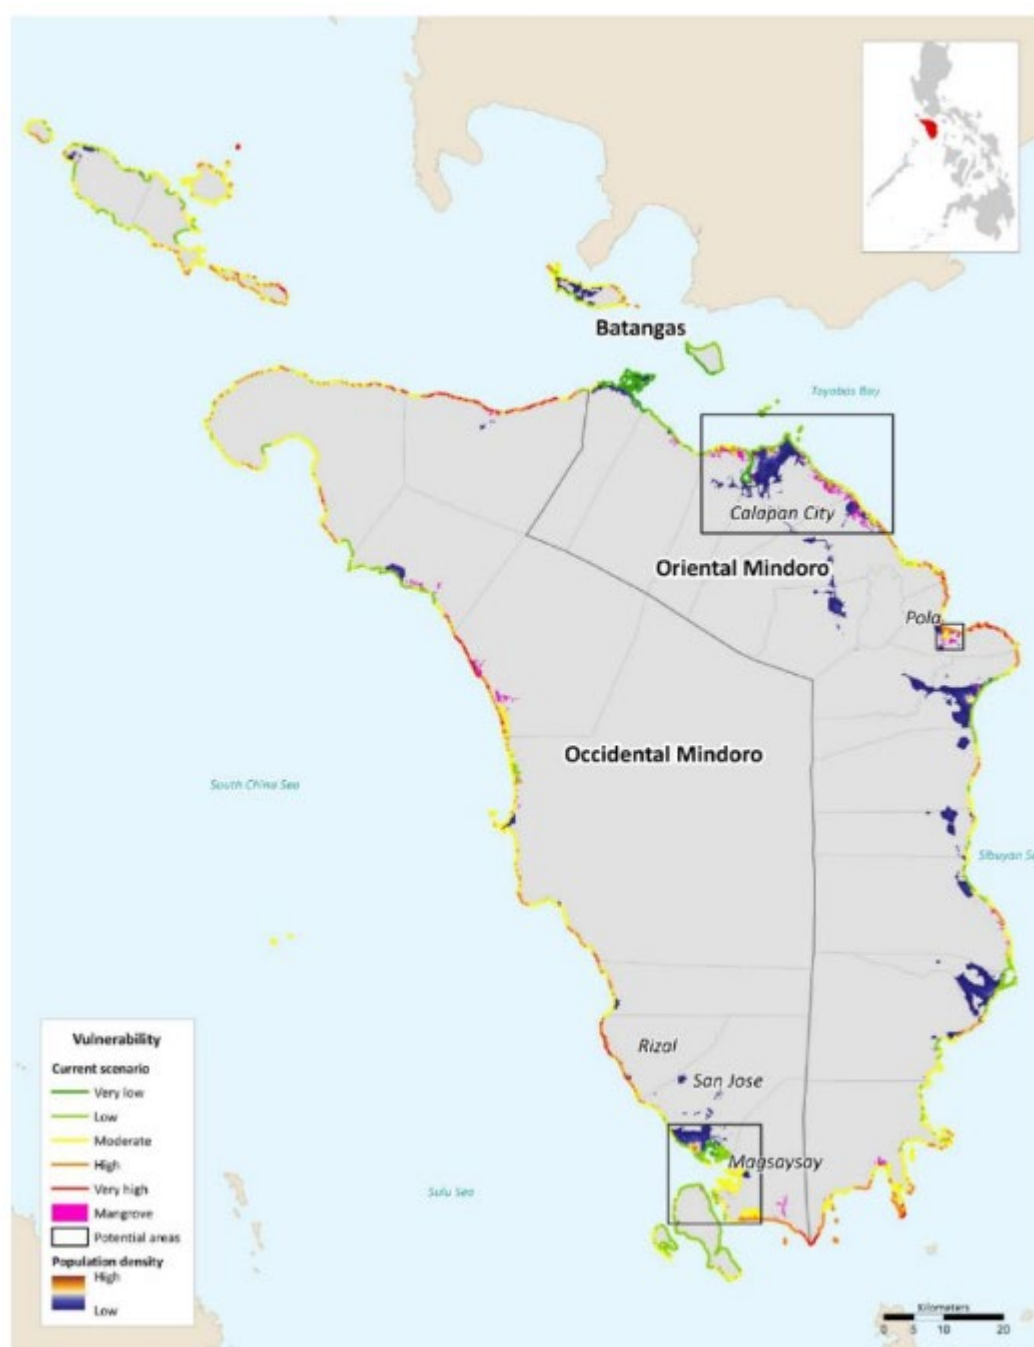 Batangas
Tayabas Bay
Calapan City
Oriental Mindoro
Pola
Occidental Mindoro
South China Sea
Sibuyan Se
Rizal
San Jose
Magsaysay
Sulu Sea
Vulnerability
Current scenario
Very low
Low
Moderate
High
Very high
Mangrove
Potential areas
Population density
High
Low
Kilometers
0 5 10 20